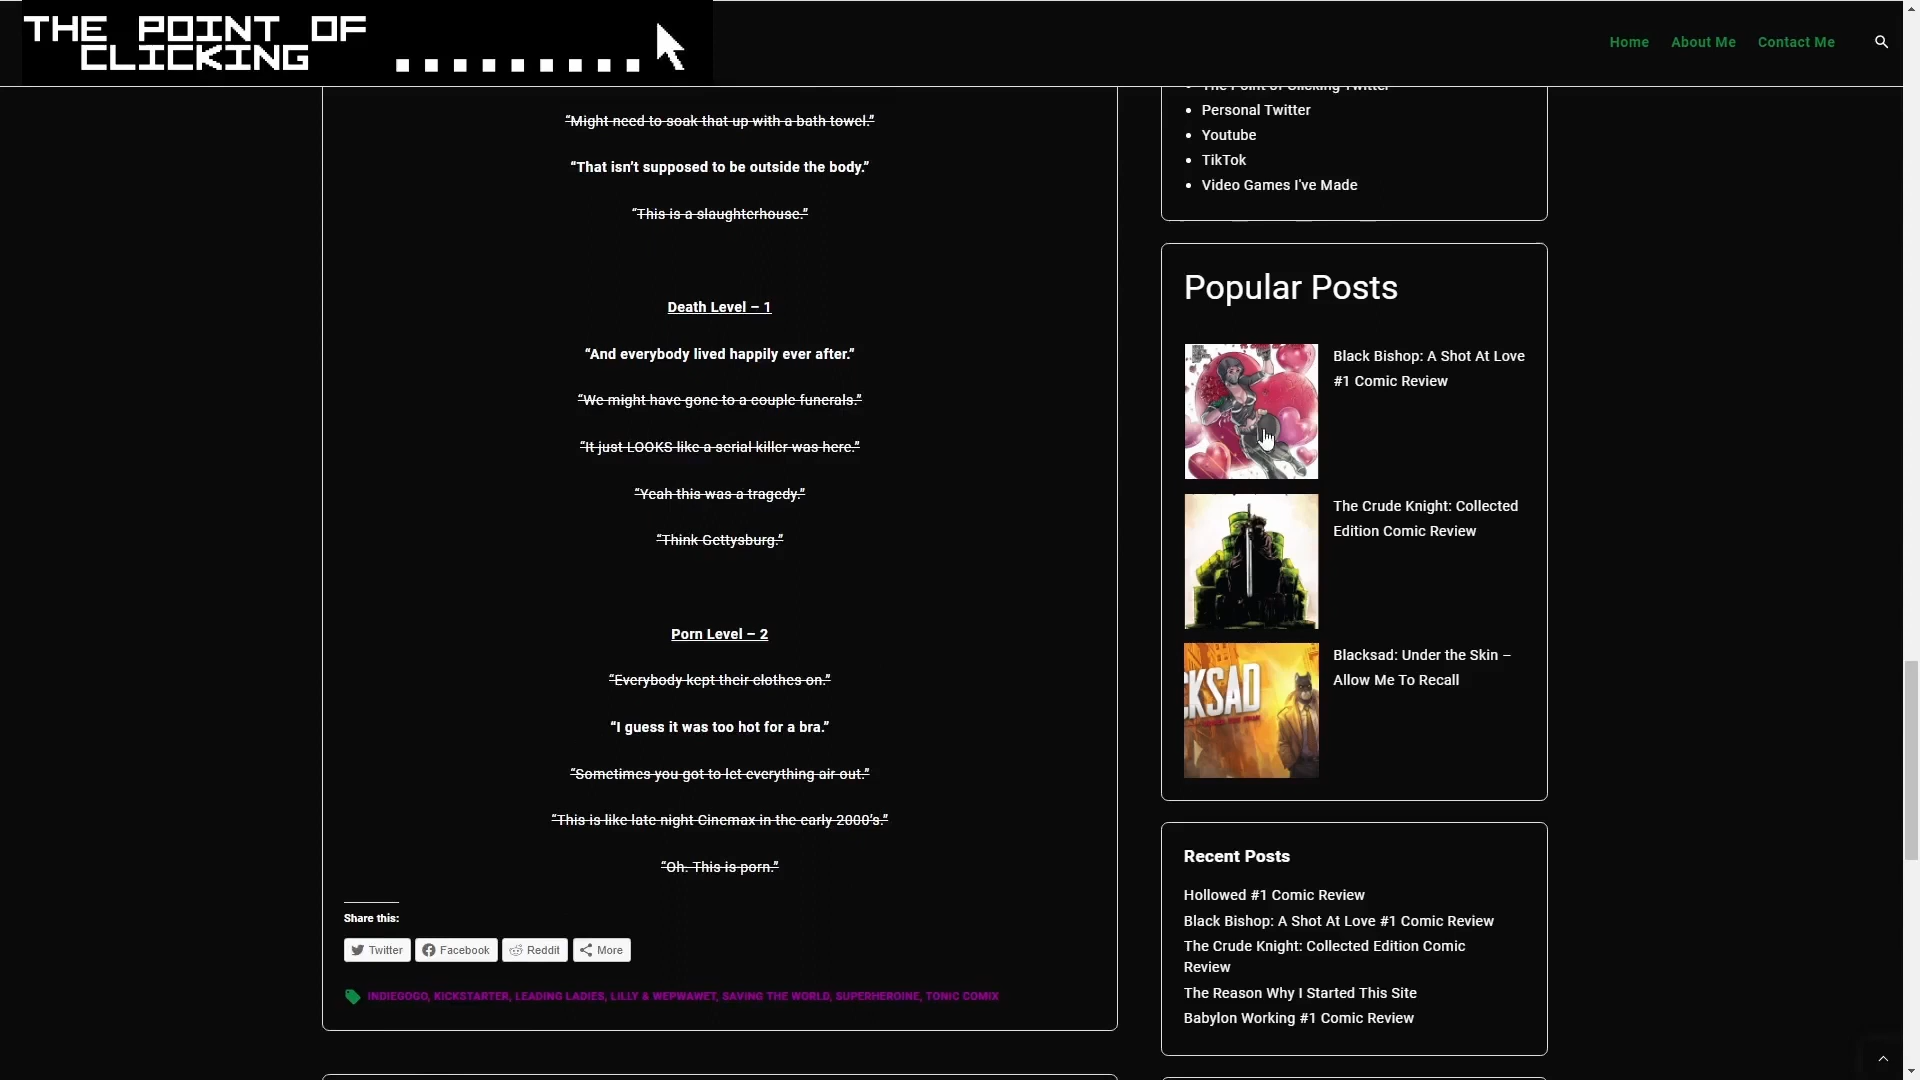 THE POINT OF
CLICKING
Home
About Me
Contact Me
“Might need to soak that up with a bath towel.”
“That isn’t supposed to be outside the body.”
“This is a slaughterhouse.”
Death Level – 1
“And everybody lived happily ever after.”
“We might have gone to a couple funerals.”
“It just LOOKS like a serial killer was here.”
“Yeah this was a tragedy.”
“Think Gettysburg.”
Porn Level – 2
“Everybody kept their clothes on.”
“I guess it was too hot for a bra.”
“Sometimes you got to let everything air out.”
“This is like late night Cinemax in the early 2000’s.”
“Oh. This is porn.”
Share this:
Twitter
Facebook
Reddit
More
INDIEGOGO, KICKSTARTER, LEADING LADIES, LILLY & WEPWAWET, SAVING THE WORLD, SUPERHEROINE, TONIC COMIX
The Point of Clicking Twitter
Personal Twitter
Youtube
TikTok
Video Games I've Made
Popular Posts
Black Bishop: A Shot At Love
#1 Comic Review
The Crude Knight: Collected
Edition Comic Review
KSAD
Blacksad: Under the Skin –
Allow Me To Recall
Recent Posts
Hollowed #1 Comic Review
Black Bishop: A Shot At Love #1 Comic Review
The Crude Knight: Collected Edition Comic
Review
The Reason Why I Started This Site
Babylon Working #1 Comic Review